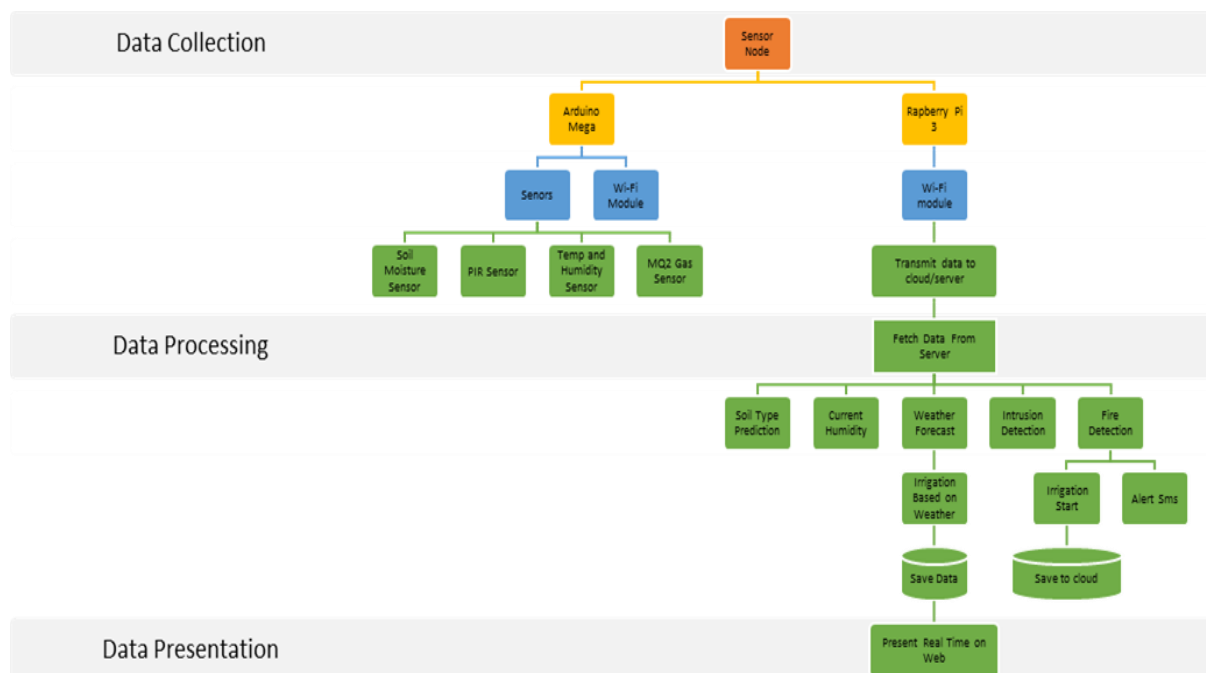 Data Collection
Sensor
Node
Arduino
Mega
Rapberry Pi
3
Senors
Wi-Fi
Module
Wi-Fi
module
Soil
Moisture
Sensor
PIR Sensor
Temp and
Humidity
Sensor
MQ2 Gas
Sensor
Transmit data to
cloud/server
Data Processing
Fetch Data From
Server
Soil Type
Prediction
Current
Humidity
Weather
Forecast
Intrusion
Detection
Fire
Detection
Irrigation
Based on
Weather
Irrigation
Start
Alert Sms
Save Data
Save to cloud
Data Presentation
Present Real Time on
Web